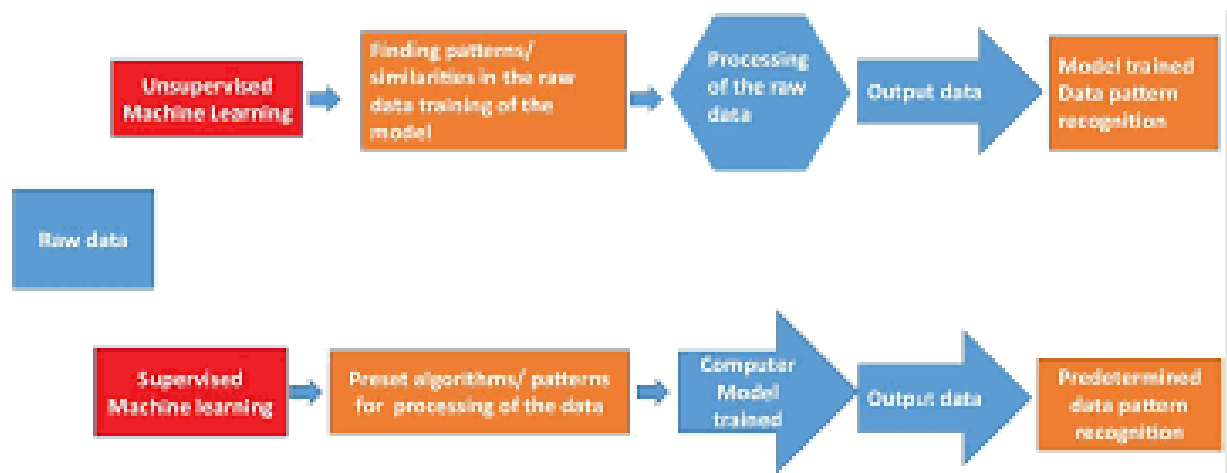 Unsupervised
Machine Learning
Finding patterns/
similarities in the raw
data training of the
model
Processing
of the raw
data
Output data
Model trained
Data pattern
recognition
Raw data
Supervised
Machine learning
Preset algorithms/ patterns
for processing of the data
Computer
Model
trained
Output data
Predetermined
data pattern
recognition